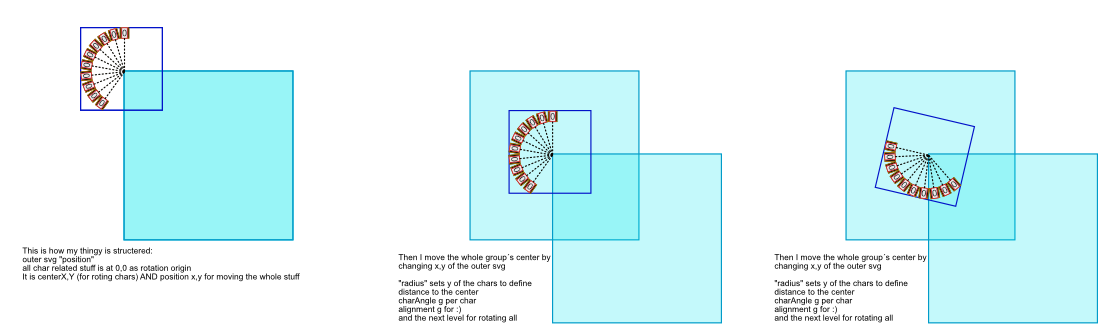 This is how my thingy is structered:
outer svg "position"
all char related stuff is at 0,0 as rotation origin
It is centerX,Y (for roting chars) AND position x,y for moving the whole stuff
Then I move the whole group´s center by
changing x,y of the outer svg
"radius" sets y of the chars to define
distance to the center
charAngle g per char
alignment g for :)
and the next level for rotating all
Then I move the whole group´s center by
changing x,y of the outer svg
"radius" sets y of the chars to define
distance to the center
charAngle g per char
alignment g for :)
and the next level for rotating all